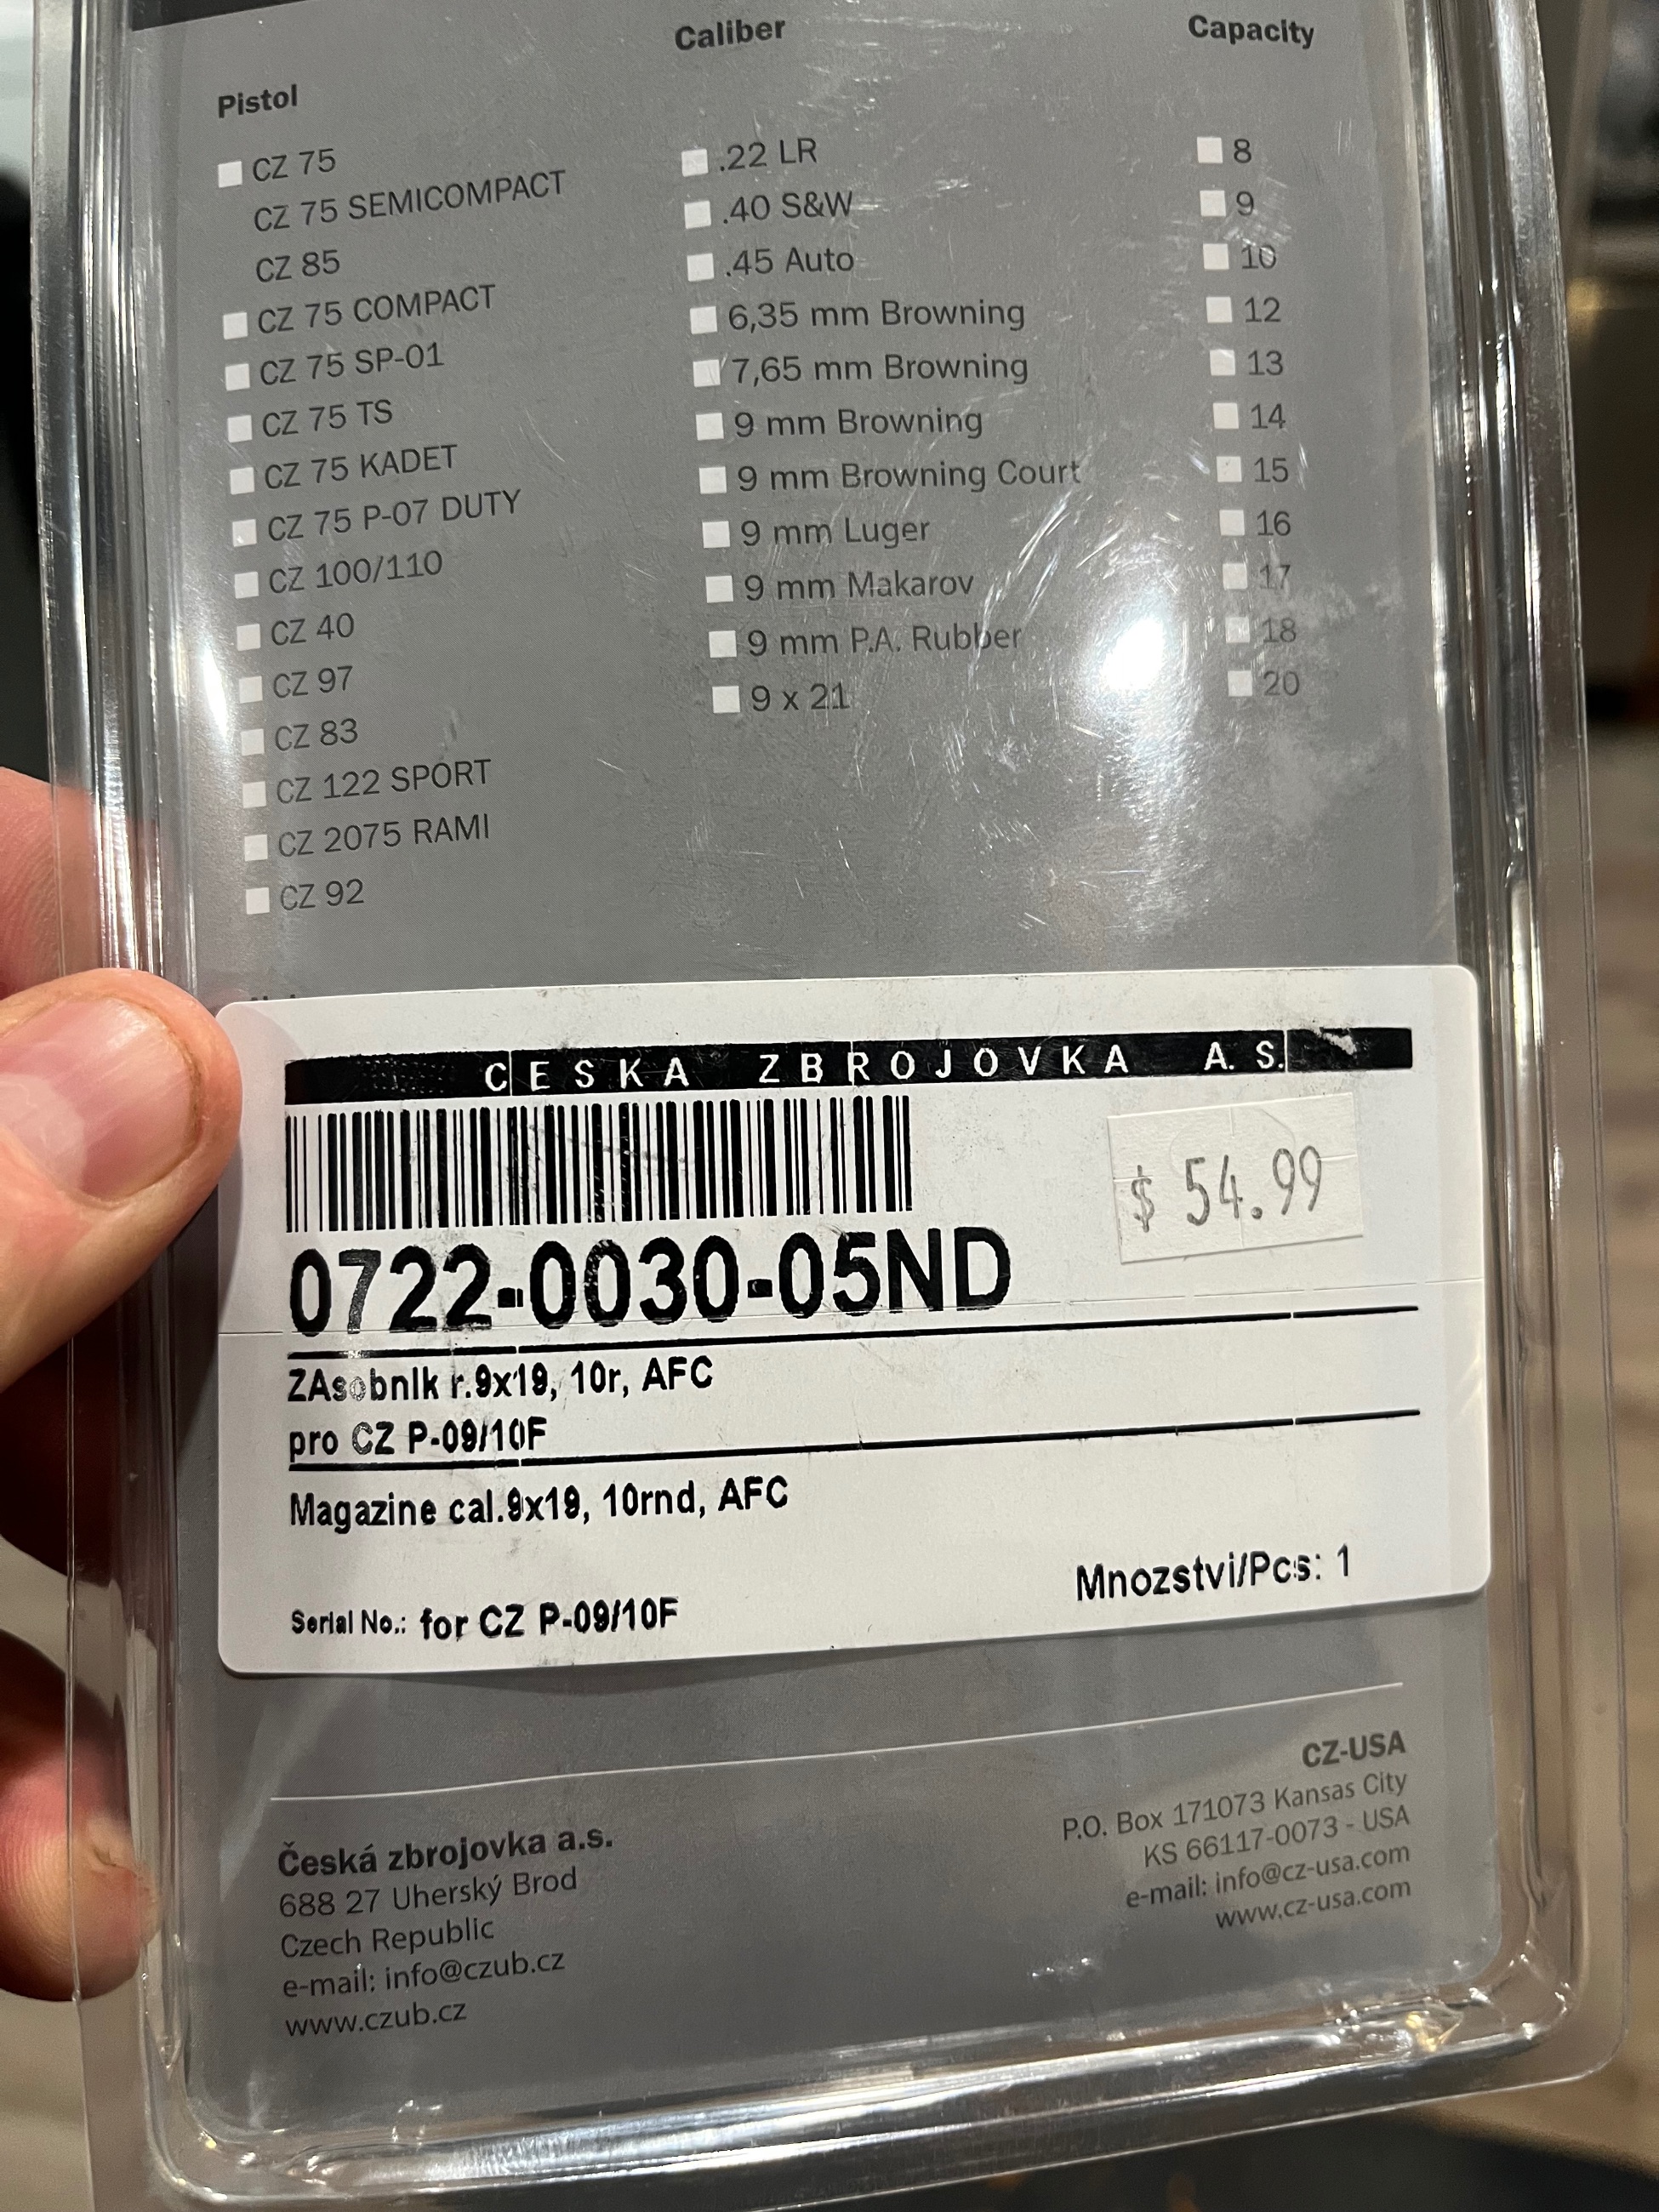 Pistol
CZ 75
CZ 75 SEMICOMPACT
CZ 85
CZ 75 COMPACT
CZ 75 SP-01
CZ 75 TS
CZ 75 KADET
CZ 75 P-07 DUTY
CZ 100/110
CZ 40
CZ 97
CZ 83
CZ 122 SPORT
CZ 2075 RAMI
CZ 92
Caliber
.22 LR
.40 S&W
.45 Auto
6,35 mm Browning
7,65 mm Browning
9 mm Browning
9 mm Browning Court
9 mm Luger
9 mm Makarov
9 mm P.A. Rubber
9 x 21
Capacity
8
9
10
12
13
14
15
16
17
18
20
CESKA ZBROJOVKA A.S.
$ 54.99
0722-0030-05ND
ZAsobnIk r.9x19, 10r, AFC
pro CZ P-09/10F
Magazine cal.9x19, 10rnd, AFC
Mnozstvi/Pcs: 1
Serial No.: for CZ P-09/10F
Česká zbrojovka a.s.
688 27 Uherský Brod
Czech Republic
e-mail: info@czub.cz
www.czub.cz
CZ-USA
P.O. Box 171073 Kansas City
KS 66117-0073 - USA
e-mail: info@cz-usa.com
www.cz-usa.com